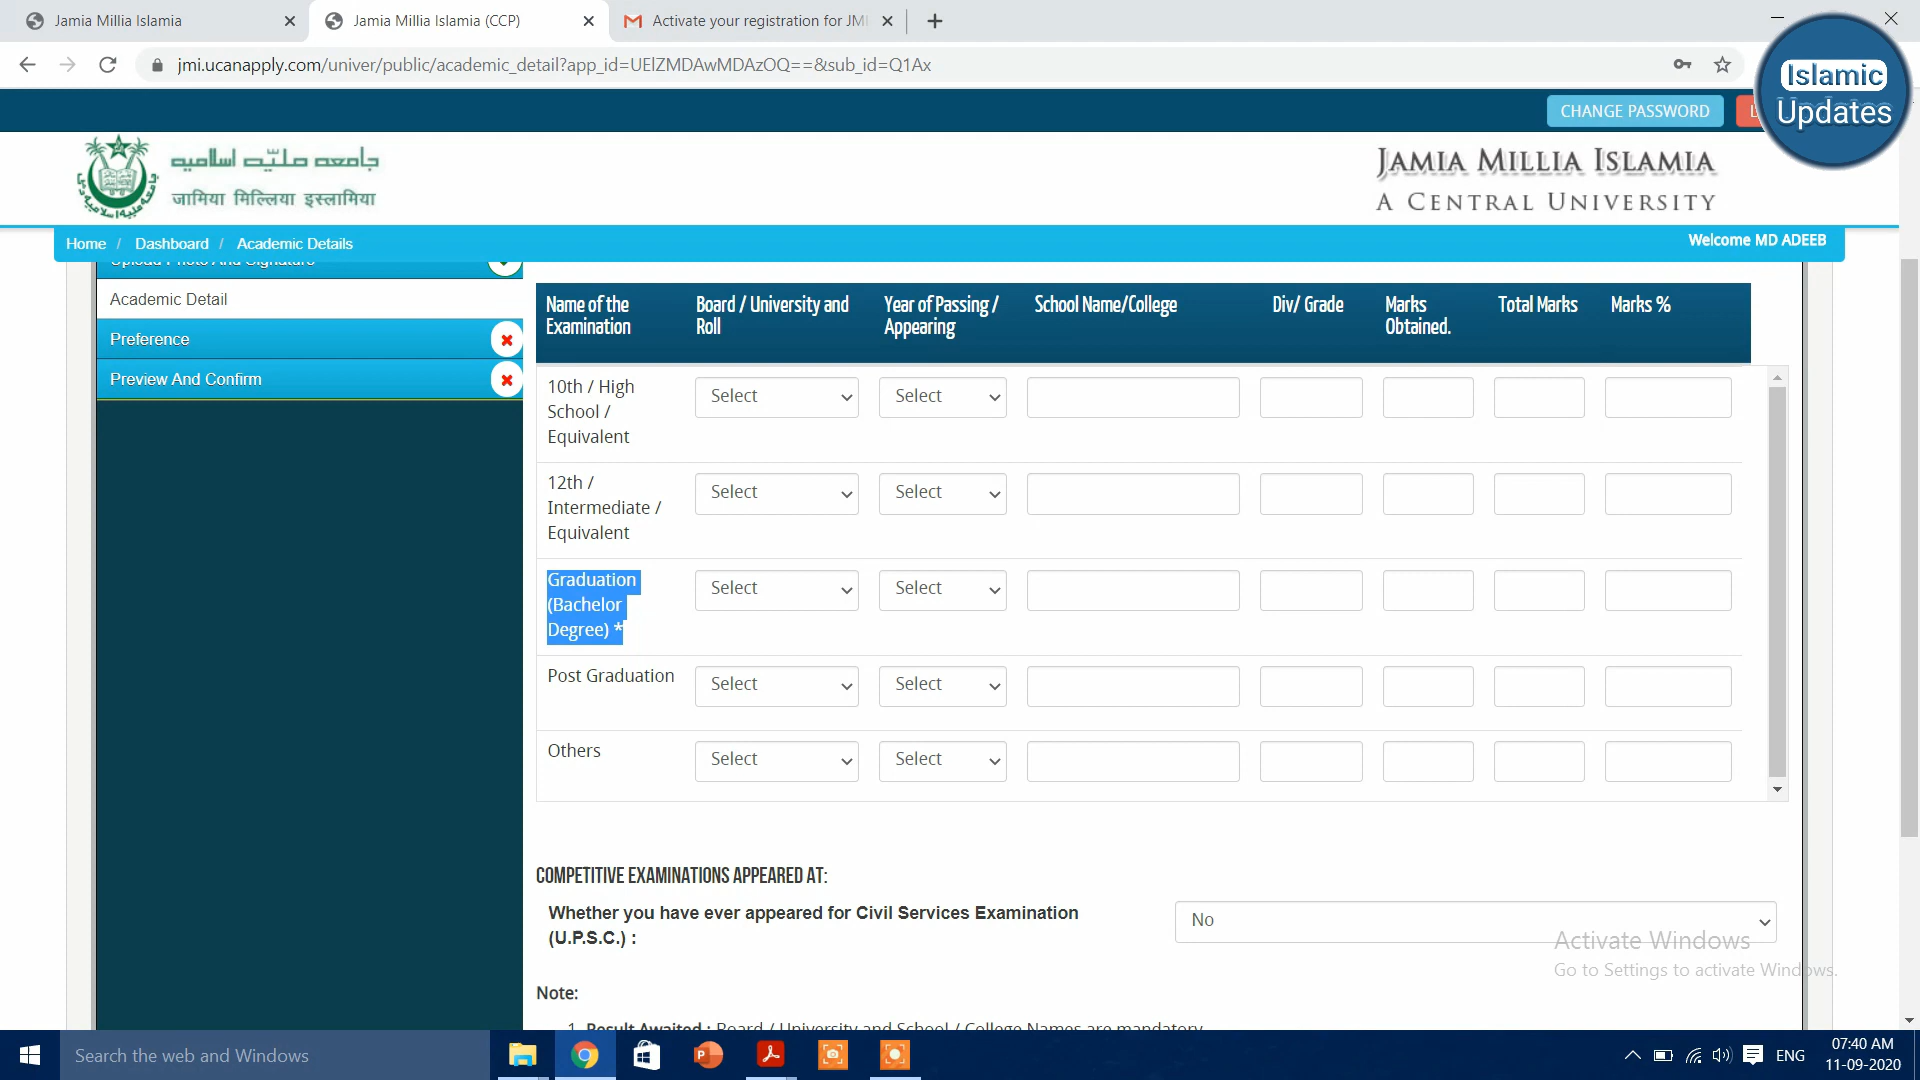 Jamia Millia Islamia
Jamia Millia Islamia (CCP)
Activate your registration for JMI
jmi.ucanapply.com/univer/public/academic_detail?app_id=UElZMDAwMDAzOQ==&sub_id=Q1Ax
Islamic
Updates
CHANGE PASSWORD
جامعه ملیّہ اسلامیہ
जामिया मिल्लिया इस्लामिया
JAMIA MILLIA ISLAMIA
A CENTRAL UNIVERSITY
Home / Dashboard / Academic Details
Welcome MD ADEEB
Upload Photo And Signature
Academic Detail
Preference
Preview And Confirm
Name of the Examination
Board / University and Roll
Year of Passing / Appearing
School Name/College
Div/ Grade
Marks Obtained.
Total Marks
Marks %
10th / High
School /
Equivalent
Select
Select
12th /
Intermediate /
Equivalent
Select
Select
Graduation
(Bachelor
Degree) *
Select
Select
Post Graduation
Select
Select
Others
Select
Select
COMPETITIVE EXAMINATIONS APPEARED AT:
Whether you have ever appeared for Civil Services Examination
(U.P.S.C.) :
No
Activate Windows
Go to Settings to activate Windows.
Note:
1. Result Awaited : Board / University and School / College Names are mandatory
Search the web and Windows
ENG
07:40 AM
11-09-2020